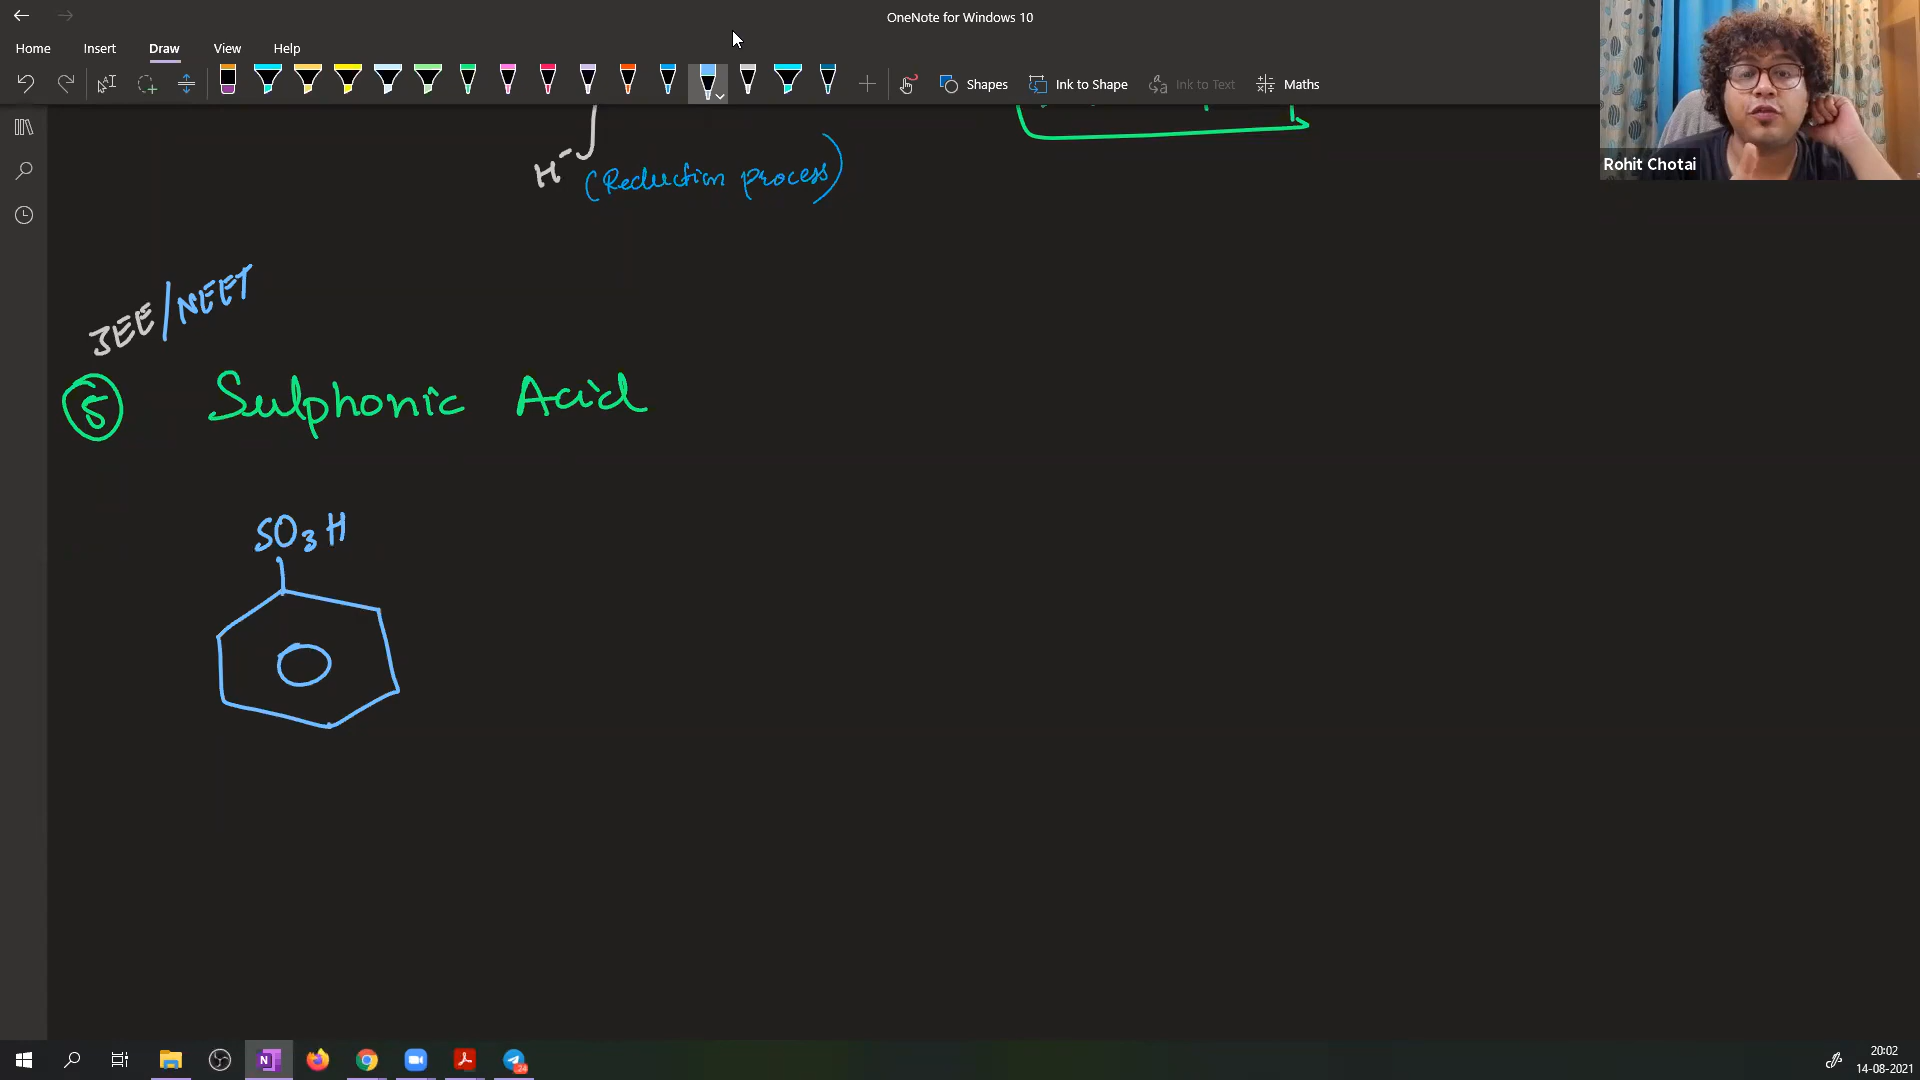 OneNote for Windows 10
Home Insert Draw View Help
Shapes Ink to Shape Ink to Text Maths
Rohit Chotai
H⁻ (Reduction process)
JEE/NEET
5 Sulphonic Acid
SO₃H
N
24
20:02
14-08-2021